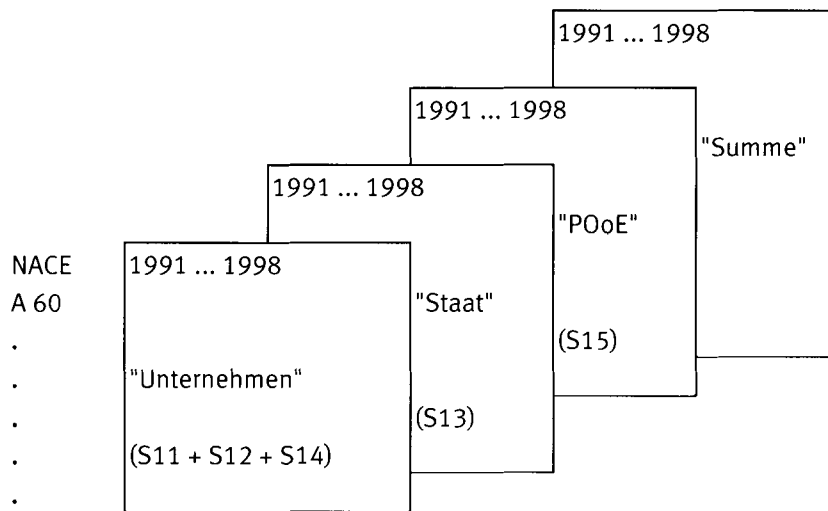 1991 ... 1998
"Summe"
1991 ... 1998
"POoE"
(S15)
1991 ... 1998
"Staat"
(S13)
NACE
A 60
.
.
.
.
.
1991 ... 1998
"Unternehmen"
(S11 + S12 + S14)